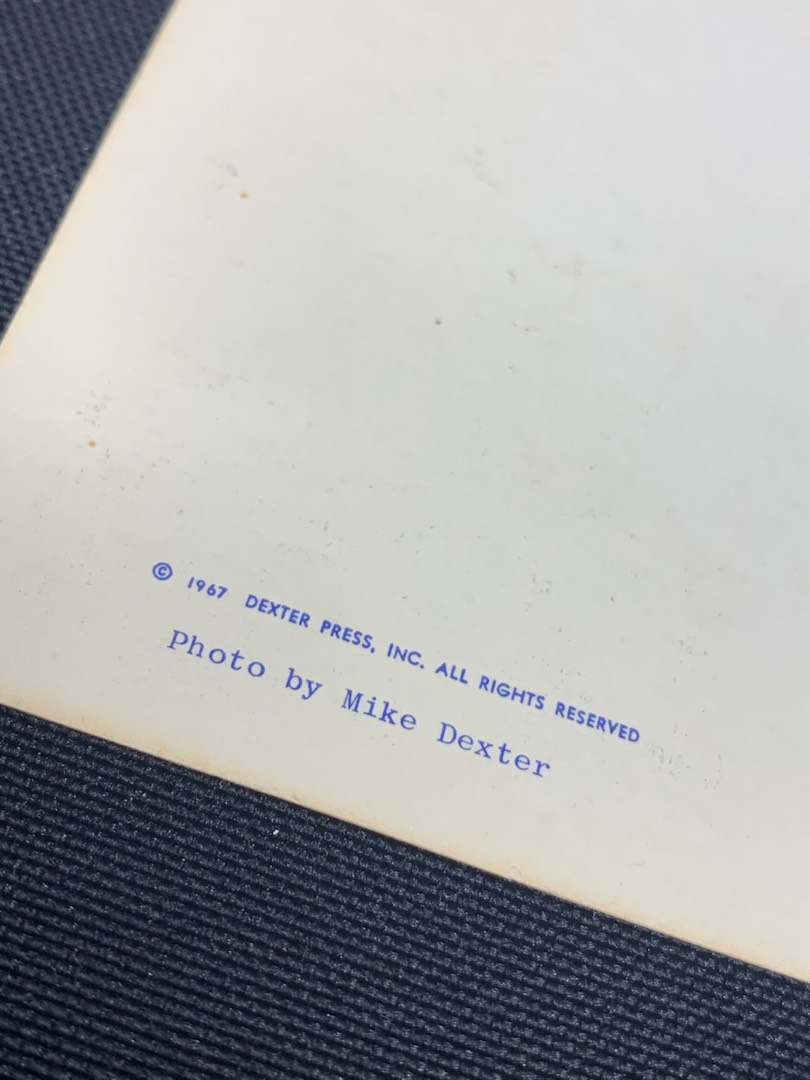 © 1967 DEXTER PRESS, INC. ALL RIGHTS RESERVED
Photo by Mike Dexter